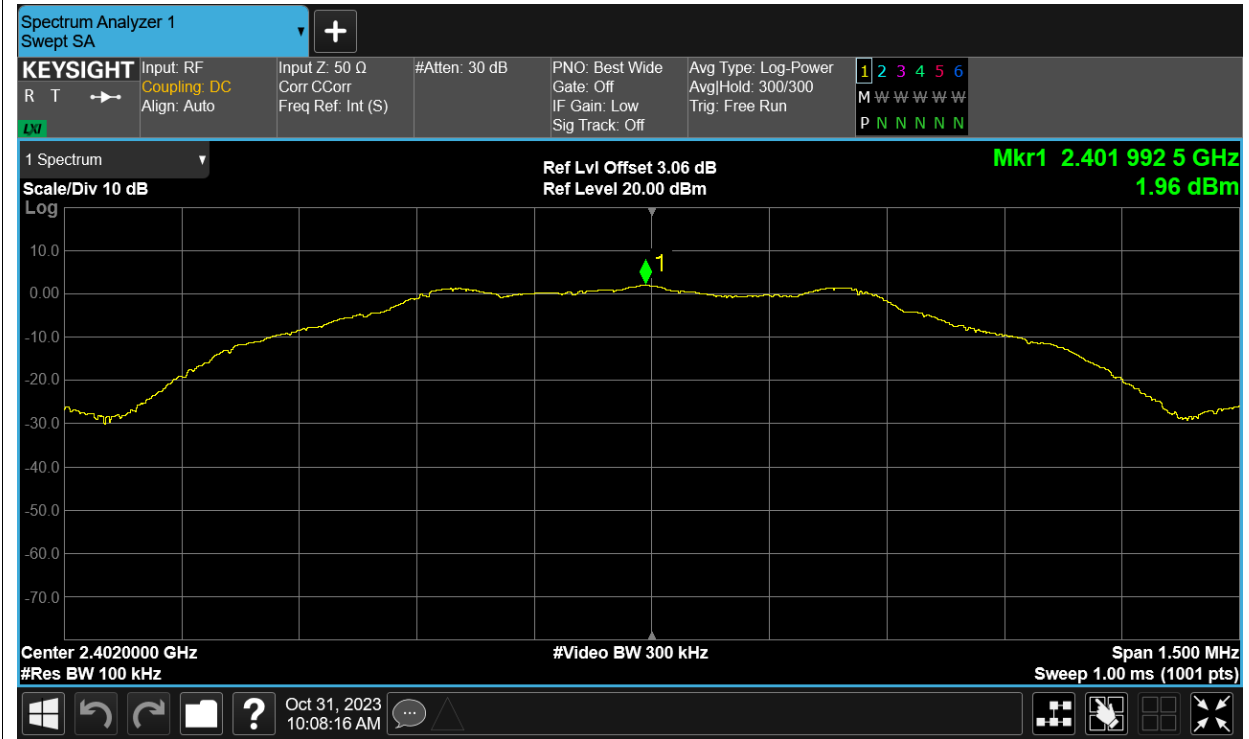 Spectrum Analyzer 1
Swept SA
+
KEYSIGHT
R T
LXI
Input: RF
Coupling: DC
Align: Auto
Input Z: 50 Ω
Corr CCorr
Freq Ref: Int (S)
#Atten: 30 dB
PNO: Best Wide
Gate: Off
IF Gain: Low
Sig Track: Off
Avg Type: Log-Power
Avg|Hold: 300/300
Trig: Free Run
1 2 3 4 5 6
M W W W W W
P N N N N N
1 Spectrum
Scale/Div 10 dB
Log
Ref Lvl Offset 3.06 dB
Ref Level 20.00 dBm
Mkr1 2.401 992 5 GHz
1.96 dBm
1
10.0
0.00
-10.0
-20.0
-30.0
-40.0
-50.0
-60.0
-70.0
Center 2.4020000 GHz
#Res BW 100 kHz
#Video BW 300 kHz
Span 1.500 MHz
Sweep 1.00 ms (1001 pts)
?
Oct 31, 2023
10:08:16 AM